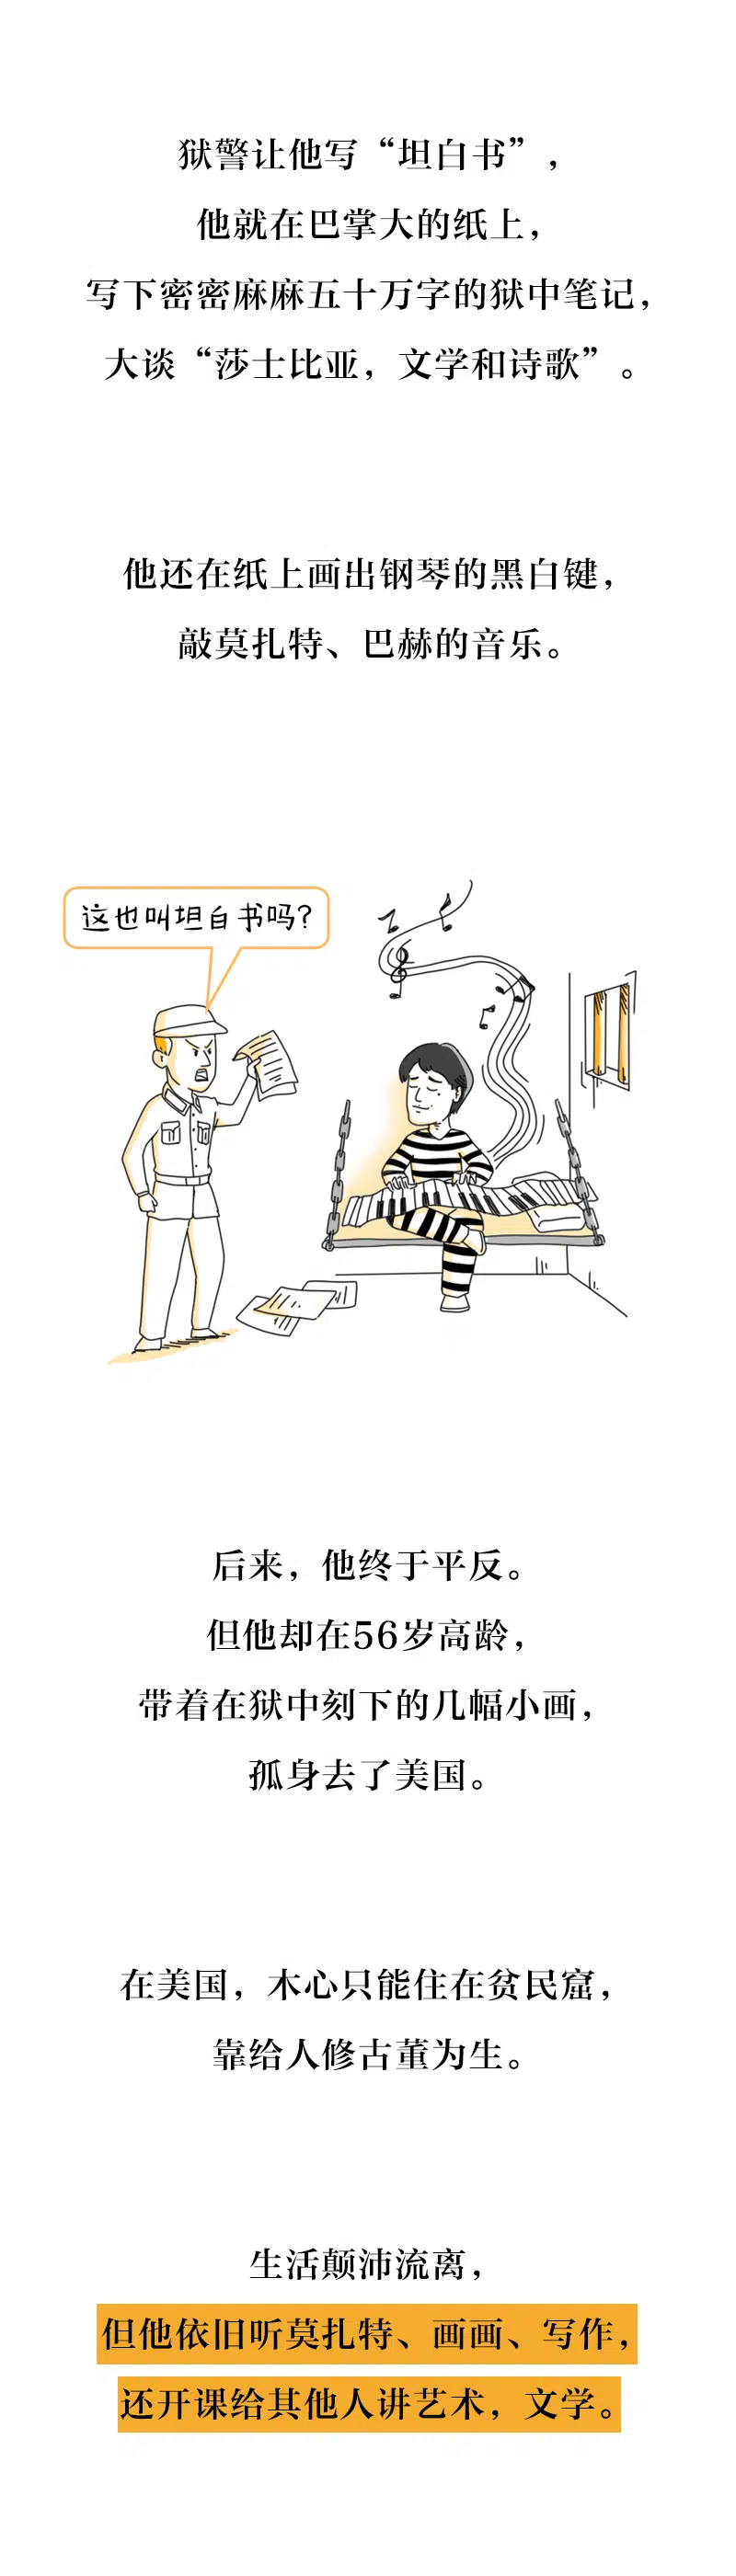 狱警让他写“坦白书”，
他就在巴掌大的纸上，
写下密密麻麻五十万字的狱中笔记，
大谈“莎士比亚，文学和诗歌”。
他还在纸上画出钢琴的黑白键，
敲莫扎特、巴赫的音乐。
这也叫坦白书吗？
后来，他终于平反。
但他却在56岁高龄，
带着在狱中刻下的几幅小画，
孤身去了美国。
在美国，木心只能住在贫民窟，
靠给人修古董为生。
生活颠沛流离，
但他依旧听莫扎特、画画、写作，
还开课给其他人讲艺术，文学。